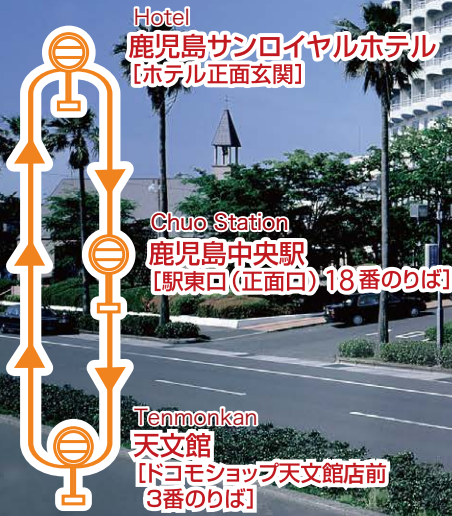 Hotel
鹿児島サンロイヤルホテル
[ホテル正面玄関]
Chuo Station
鹿児島中央駅
[駅東口(正面口)18番のりば]
Tenmonkan
天文館
[ドコモショップ天文館店前
3番のりば]